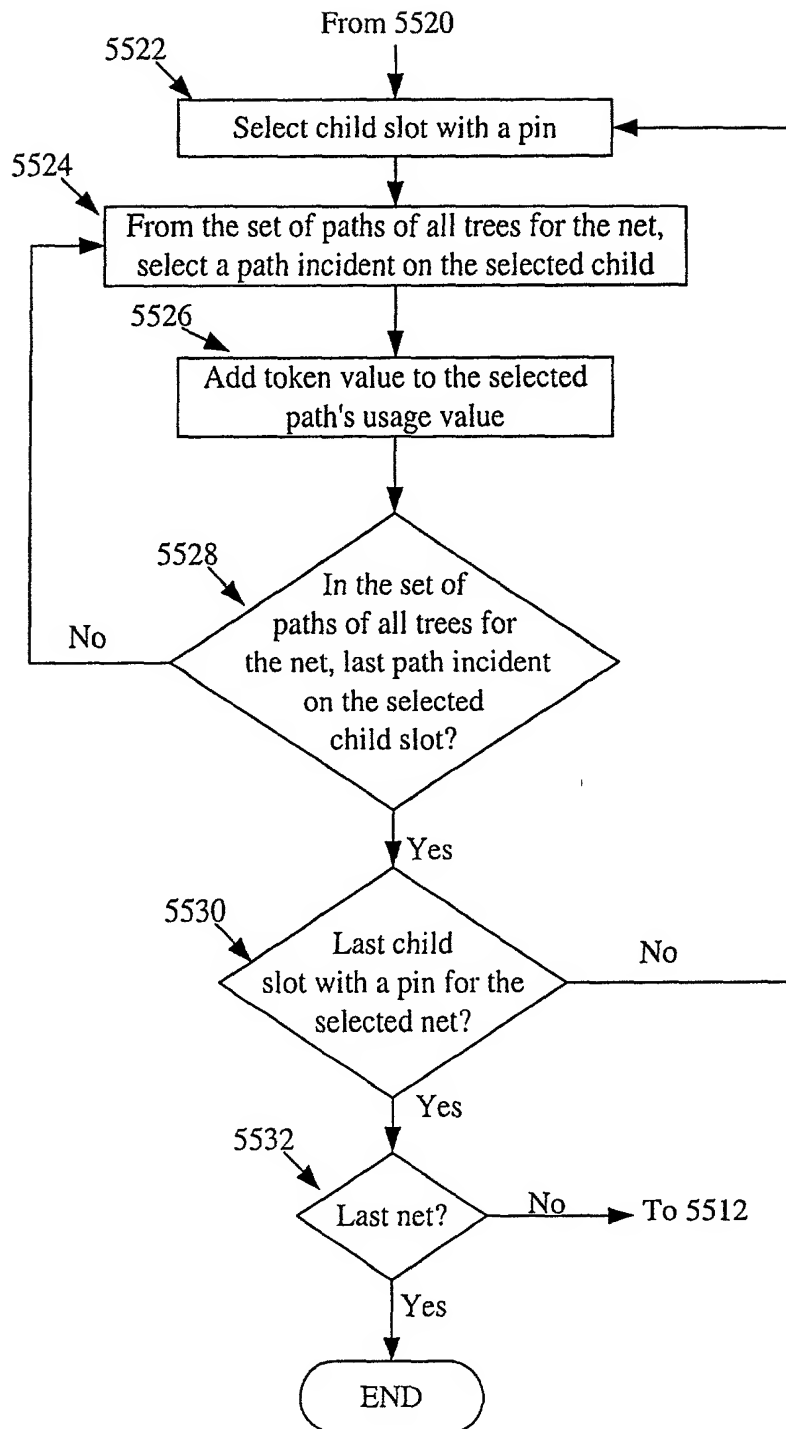 From 5520
5522
Select child slot with a pin
5524
From the set of paths of all trees for the net,
select a path incident on the selected child
5526
Add token value to the selected
path's usage value
5528
In the set of
paths of all trees for
the net, last path incident
on the selected
child slot?
No
Yes
5530
Last child
slot with a pin for the
selected net?
No
Yes
5532
Last net?
No
To 5512
Yes
END